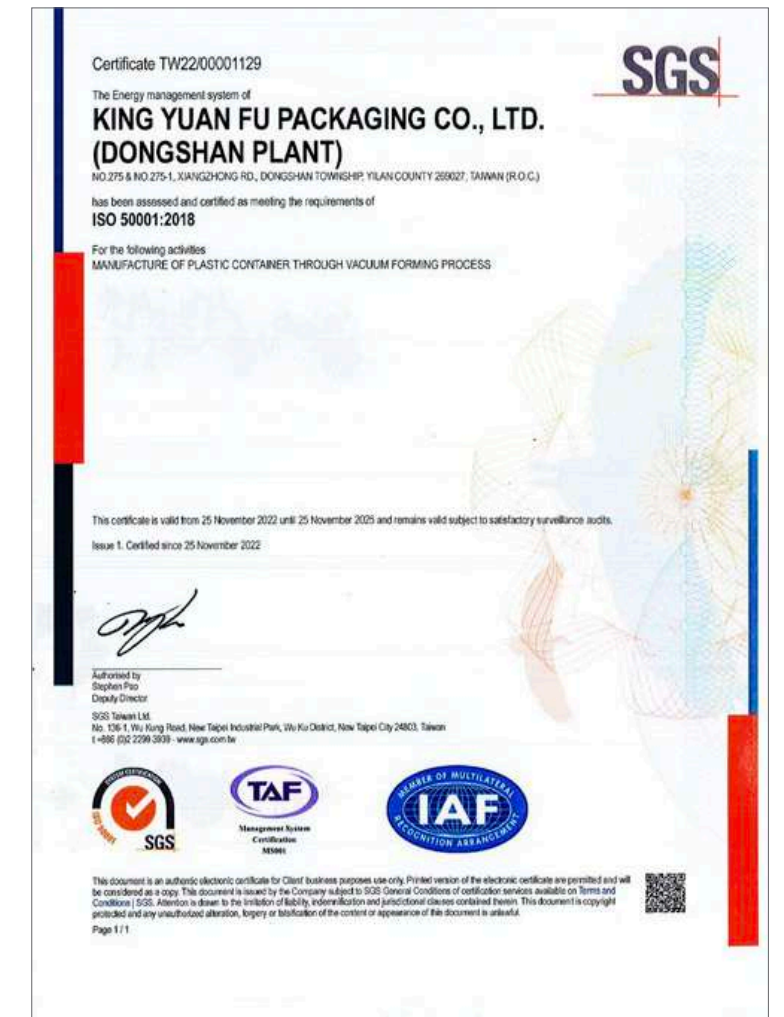 Certificate TW22/00001129
SGS
The Energy management system of
KING YUAN FU PACKAGING CO., LTD.
(DONGSHAN PLANT)
NO.275 & NO.275-1, XIANGZHONG RD., DONGSHAN TOWNSHIP, YILAN COUNTY 269027, TAIWAN (R.O.C.)
has been assessed and certified as meeting the requirements of
ISO 50001:2018
For the following activities
MANUFACTURE OF PLASTIC CONTAINER THROUGH VACUUM FORMING PROCESS
This certificate is valid from 25 November 2022 until 25 November 2025 and remains valid subject to satisfactory surveillance audits.
Issue 1. Certified since 25 November 2022
Authorised by
Stephen Pao
Deputy Director
SGS Taiwan Ltd.
No. 136-1, Wu Kung Road, New Taipei Industrial Park, Wu Ku District, New Taipei City 24803, Taiwan
t +886 (0)2 2299-3939 - www.sgs.com.tw
SYSTEM CERTIFICATION
ISO 50001
SGS
TAF
Management System
Certification
MS001
MEMBER OF MULTILATERAL
IAF
RECOGNITION ARRANGEMENT
This document is an authentic electronic certificate for Client' business purposes use only. Printed version of the electronic certificate are permitted and will
be considered as a copy. This document is issued by the Company subject to SGS General Conditions of certification services available on Terms and
Conditions | SGS. Attention is drawn to the limitation of liability, indemnification and jurisdictional clauses contained therein. This document is copyright
protected and any unauthorized alteration, forgery or falsification of the content or appearance of this document is unlawful.
Page 1 / 1